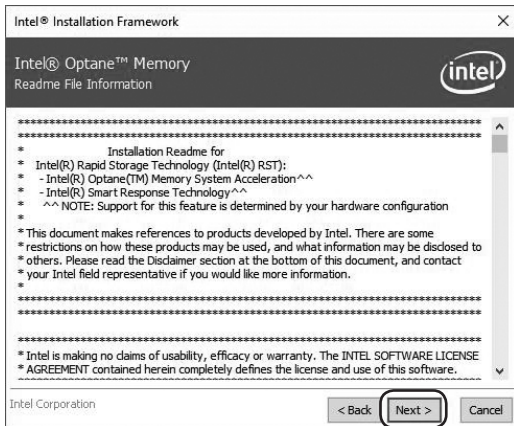 Intel® Installation Framework
Intel® Optane™ Memory
Readme File Information
intel
*******************************************************************************
*******************************************************************************
* Installation Readme for
* Intel(R) Rapid Storage Technology (Intel(R) RST):
* - Intel(R) Optane(TM) Memory System Acceleration^^
* - Intel(R) Smart Response Technology^^
* ^^ NOTE: Support for this feature is determined by your hardware configuration
*
* This document makes references to products developed by Intel. There are some
* restrictions on how these products may be used, and what information may be disclosed to
* others. Please read the Disclaimer section at the bottom of this document, and contact
* your Intel field representative if you would like more information.
*
*******************************************************************************
*******************************************************************************
*******************************************************************************
* Intel is making no claims of usability, efficacy or warranty. The INTEL SOFTWARE LICENSE
* AGREEMENT contained herein completely defines the license and use of this software.
*******************************************************************************
Intel Corporation
< Back Next > Cancel